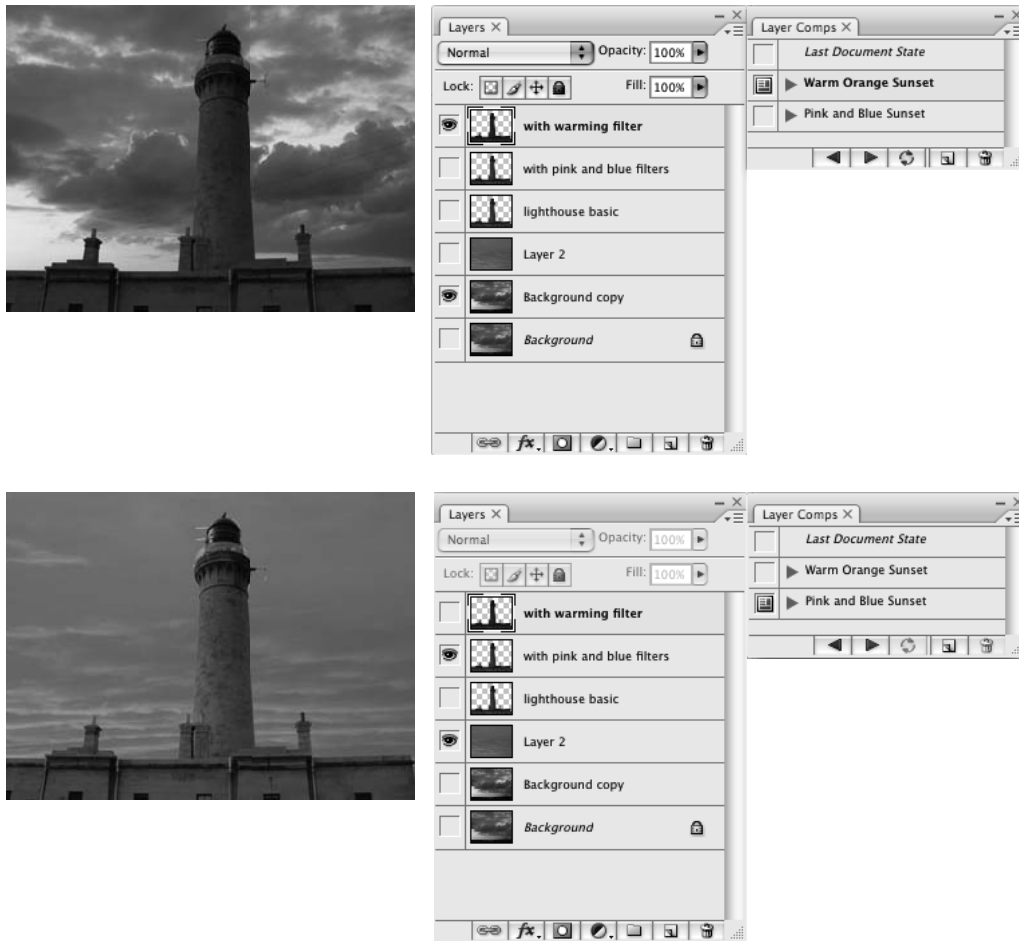 Layers ×
Normal Opacity: 100%
Lock: Fill: 100%
with warming filter
with pink and blue filters
lighthouse basic
Layer 2
Background copy
Background
fx
Layer Comps ×
Last Document State
Warm Orange Sunset
Pink and Blue Sunset
Layers ×
Normal Opacity: 100%
Lock: Fill: 100%
with warming filter
with pink and blue filters
lighthouse basic
Layer 2
Background copy
Background
fx
Layer Comps ×
Last Document State
Warm Orange Sunset
Pink and Blue Sunset